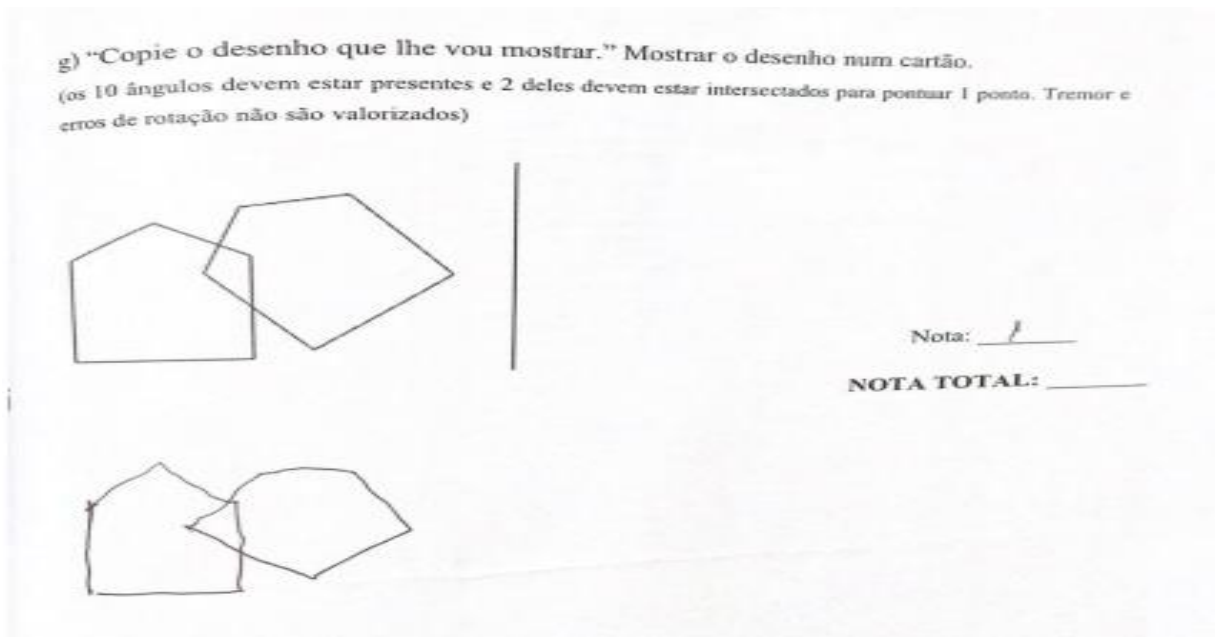 g) “Copie o desenho que lhe vou mostrar.” Mostrar o desenho num cartão.
(os 10 ângulos devem estar presentes e 2 deles devem estar intersectados para pontuar 1 ponto. Tremor e
erros de rotação não são valorizados)
Nota: 1
NOTA TOTAL: